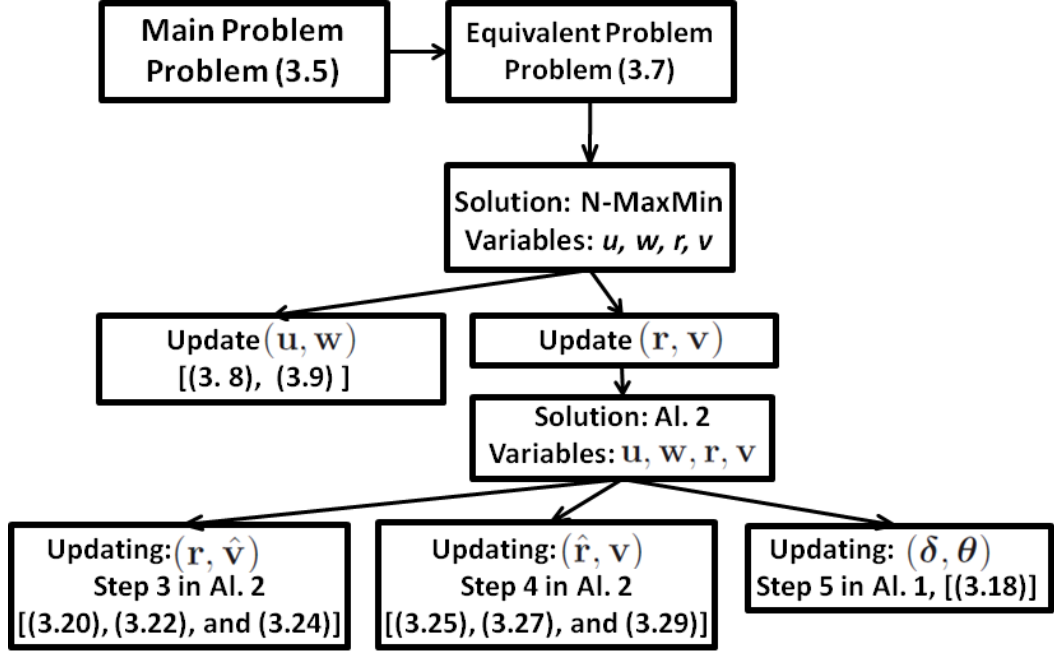 Main Problem
Problem (3.5)
Equivalent Problem
Problem (3.7)
Solution: N-MaxMin
Variables: u, w, r, v
Update (u, w)
[(3. 8), (3.9) ]
Update (r, v)
Solution: Al. 2
Variables: u, w, r, v
Updating: (r, v̂)
Step 3 in Al. 2
[(3.20), (3.22), and (3.24)]
Updating: (r̂, v)
Step 4 in Al. 2
[(3.25), (3.27), and (3.29)]
Updating: (δ, θ)
Step 5 in Al. 1, [(3.18)]